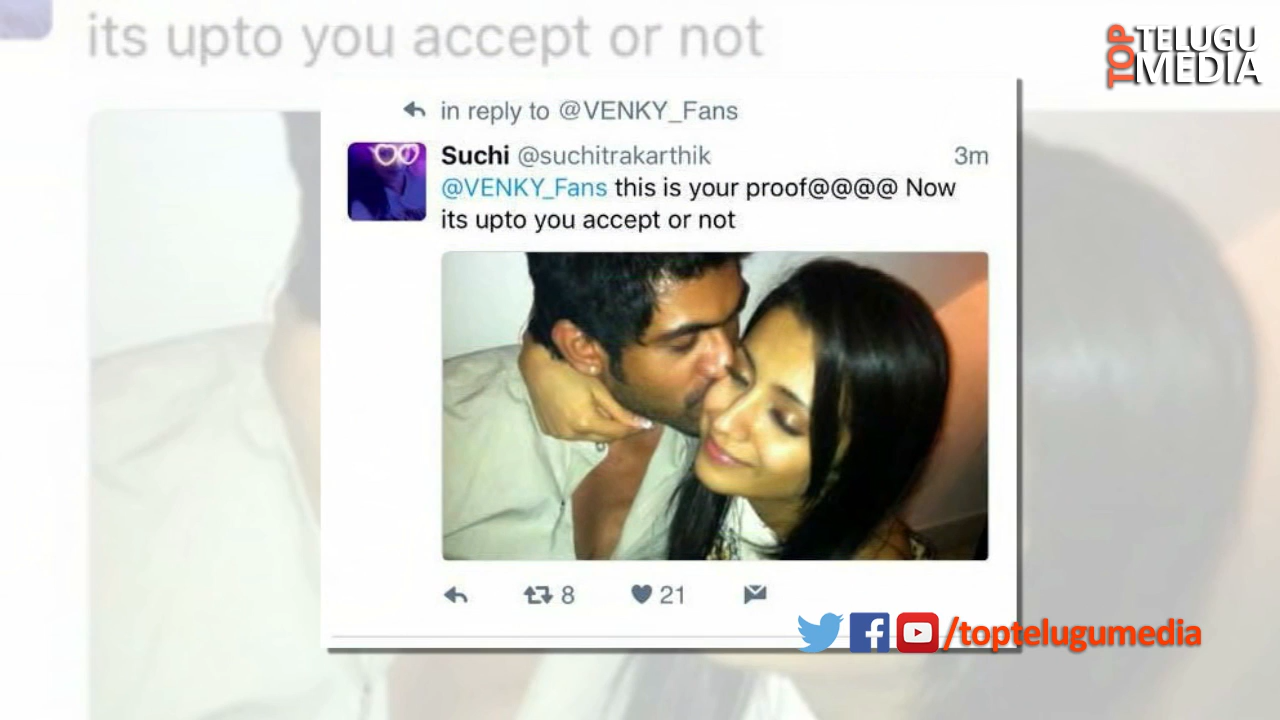 its upto you accept or not
TOP TELUGU
MEDIA
in reply to @VENKY_Fans
Suchi @suchitrakarthik 3m
@VENKY_Fans this is your proof@@@@ Now
its upto you accept or not
8 21
/toptelugumedia